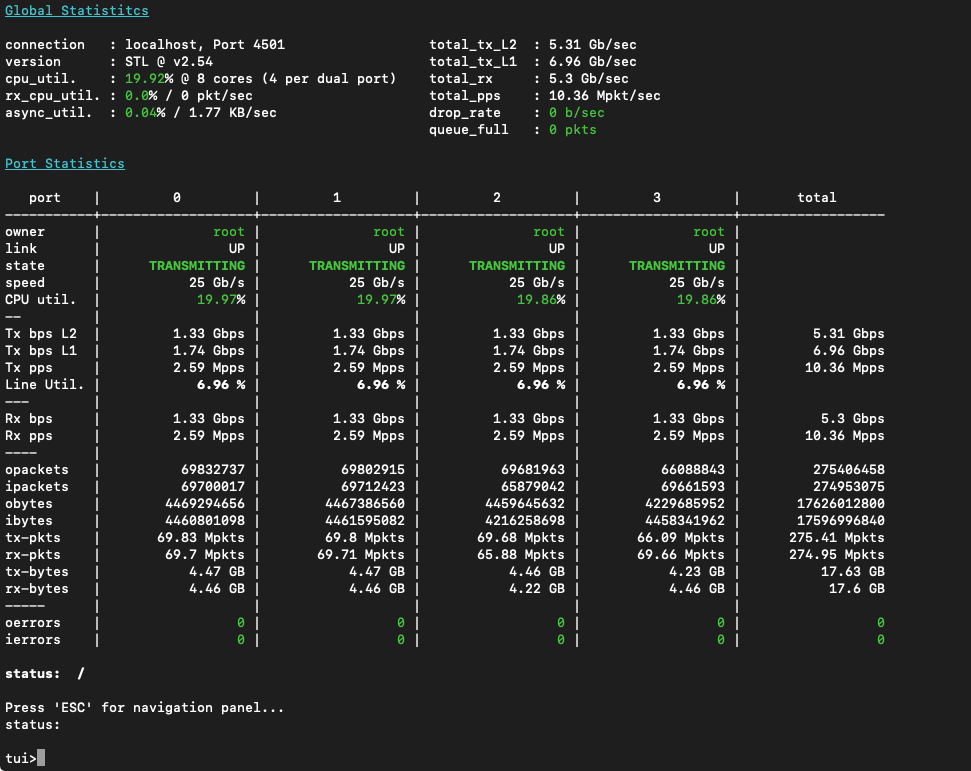 Global Statistitcs
connection   : localhost, Port 4501                  total_tx_L2  : 5.31 Gb/sec
version      : STL @ v2.54                           total_tx_L1  : 6.96 Gb/sec
cpu_util.    : 19.92% @ 8 cores (4 per dual port)    total_rx     : 5.3 Gb/sec
rx_cpu_util. : 0.0% / 0 pkt/sec                      total_pps    : 10.36 Mpkt/sec
async_util.  : 0.04% / 1.77 KB/sec                   drop_rate    : 0 b/sec
queue_full   : 0 pkts
Port Statistics
port    |         0         |         1         |         2         |         3         |       total
-----------+-------------------+-------------------+-------------------+-------------------+------------------
owner      |              root |              root |              root |              root |
link       |                UP |                UP |                UP |                UP |
state      |      TRANSMITTING |      TRANSMITTING |      TRANSMITTING |      TRANSMITTING |
speed      |           25 Gb/s |           25 Gb/s |           25 Gb/s |           25 Gb/s |
CPU util.  |            19.97% |            19.97% |            19.86% |            19.86% |
--         |                   |                   |                   |                   |
Tx bps L2  |         1.33 Gbps |         1.33 Gbps |         1.33 Gbps |         1.33 Gbps |         5.31 Gbps
Tx bps L1  |         1.74 Gbps |         1.74 Gbps |         1.74 Gbps |         1.74 Gbps |         6.96 Gbps
Tx pps     |         2.59 Mpps |         2.59 Mpps |         2.59 Mpps |         2.59 Mpps |        10.36 Mpps
Line Util. |            6.96 % |            6.96 % |            6.96 % |            6.96 % |
---        |                   |                   |                   |                   |
Rx bps     |         1.33 Gbps |         1.33 Gbps |         1.33 Gbps |         1.33 Gbps |          5.3 Gbps
Rx pps     |         2.59 Mpps |         2.59 Mpps |         2.59 Mpps |         2.59 Mpps |        10.36 Mpps
----       |                   |                   |                   |                   |
opackets   |          69832737 |          69802915 |          69681963 |          66088843 |         275406458
ipackets   |          69700017 |          69712423 |          65879042 |          69661593 |         274953075
obytes     |        4469294656 |        4467386560 |        4459645632 |        4229685952 |       17626012800
ibytes     |        4460801098 |        4461595082 |        4216258698 |        4458341962 |       17596996840
tx-pkts    |       69.83 Mpkts |        69.8 Mpkts |       69.68 Mpkts |       66.09 Mpkts |      275.41 Mpkts
rx-pkts    |        69.7 Mpkts |       69.71 Mpkts |       65.88 Mpkts |       69.66 Mpkts |      274.95 Mpkts
tx-bytes   |           4.47 GB |           4.47 GB |           4.46 GB |           4.23 GB |          17.63 GB
rx-bytes   |           4.46 GB |           4.46 GB |           4.22 GB |           4.46 GB |           17.6 GB
-----      |                   |                   |                   |                   |
oerrors    |                 0 |                 0 |                 0 |                 0 |                 0
ierrors    |                 0 |                 0 |                 0 |                 0 |                 0
status:  /
Press 'ESC' for navigation panel...
status:
tui>